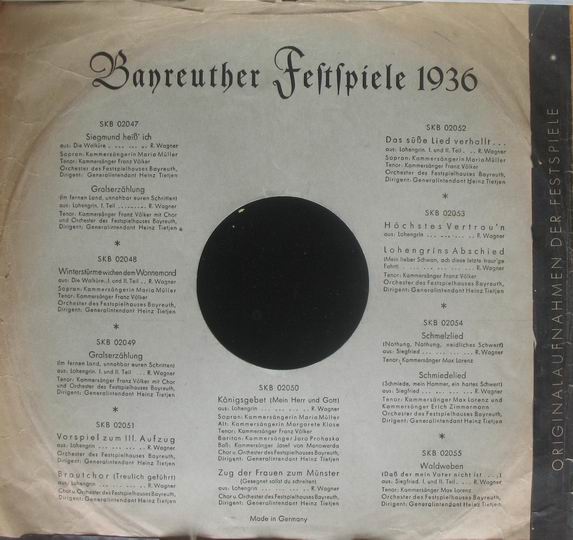 Bayreuther Festspiele 1936
SKB 02047
Siegmund heiß' ich
aus: Die Walküre . . . . . . R. Wagner
Sopran: Kammersängerin Maria Müller
Tenor: Kammersänger Franz Völker
Orchester des Festspielhauses Bayreuth,
Dirigent: Generalintendant Heinz Tietjen
Gralserzählung
(In fernem Land, unnahbar euren Schritten)
aus: Lohengrin, I. Teil . . . . . . . . R. Wagner
Tenor: Kammersänger Franz Völker mit Chor
und Orchester des Festspielhauses Bayreuth,
Dirigent: Generalintendant Heinz Tietjen
*
SKB 02048
Winterstürme wichen dem Wonnemond
aus: Die Walküre, I. und II. Teil . . R. Wagner
Sopran: Kammersängerin Maria Müller
Tenor: Kammersänger Franz Völker
Orchester des Festspielhauses Bayreuth,
Dirigent: Generalintendant Heinz Tietjen
*
SKB 02049
Gralserzählung
(In fernem Land, unnahbar euren Schritten)
aus: Lohengrin, I. und II. Teil . . . R. Wagner
Tenor: Kammersänger Franz Völker mit Chor
und Orchester des Festspielhauses Bayreuth,
Dirigent: Generalintendant Heinz Tietjen
*
SKB 02051
Vorspiel zum III. Aufzug
aus: Lohengrin . . . . . . . . R. Wagner
Orchester des Festspielhauses Bayreuth,
Dirigent: Generalintendant Heinz Tietjen
Brautchor (Treulich geführt)
aus: Lohengrin . . . . . . . . R. Wagner
Chor u. Orchester des Festspielhauses Bayreuth,
Dirigent: Generalintendant Heinz Tietjen
SKB 02050
Königsgebet (Mein Herr und Gott)
aus: Lohengrin . . . . . . . . R. Wagner
Sopran: Kammersängerin Maria Müller
Alt: Kammersängerin Margarete Klose
Tenor: Kammersänger Franz Völker
Bariton: Kammersänger Jaro Prohaska
Baß: Kammersänger Josef von Manowarda
Chor u. Orchester des Festspielhauses Bayreuth,
Dirigent: Generalintendant Heinz Tietjen
Zug der Frauen zum Münster
(Gesegnet sollst du schreiten)
aus: Lohengrin . . . . . . . . R. Wagner
Chor u. Orchester des Festspielhauses Bayreuth,
Dirigent: Generalintendant Heinz Tietjen
Made in Germany
SKB 02052
Das süße Lied verhallt . . .
aus: Lohengrin, I. und II. Teil . . . R. Wagner
Sopran: Kammersängerin Maria Müller
Tenor: Kammersänger Franz Völker
Orchester des Festspielhauses Bayreuth,
Dirigent: Generalintendant Heinz Tietjen
*
SKB 02053
Höchstes Vertrau'n
aus: Lohengrin . . . . . . . . R. Wagner
Lohengrins Abschied
(Mein lieber Schwan, ach diese letzte traur'ge
Fahrt) . . . . . . . . R. Wagner
Tenor: Kammersänger Franz Völker
Orchester des Festspielhauses Bayreuth,
Dirigent: Generalintendant Heinz Tietjen
*
SKB 02054
Schmelzlied
(Nothung, Nothung, neidliches Schwert)
aus: Siegfried . . . . . . . . R. Wagner
Tenor: Kammersänger Max Lorenz
Schmiedelied
(Schmiede, mein Hammer, ein hartes Schwert)
aus: Siegfried . . . . . . . . R. Wagner
Tenor: Kammersänger Max Lorenz und
Kammersänger Erich Zimmermann
Orchester des Festspielhauses Bayreuth,
Dirigent: Generalintendant Heinz Tietjen
*
SKB 02055
Waldweben
(Daß der mein Vater nicht ist . . .)
aus: Siegfried, I. und II. Teil . . R. Wagner
Tenor: Kammersänger Max Lorenz
Orchester des Festspielhauses Bayreuth,
Dirigent: Generalintendant Heinz Tietjen
ORIGINALAUFNAHMEN DER FESTSPIELE